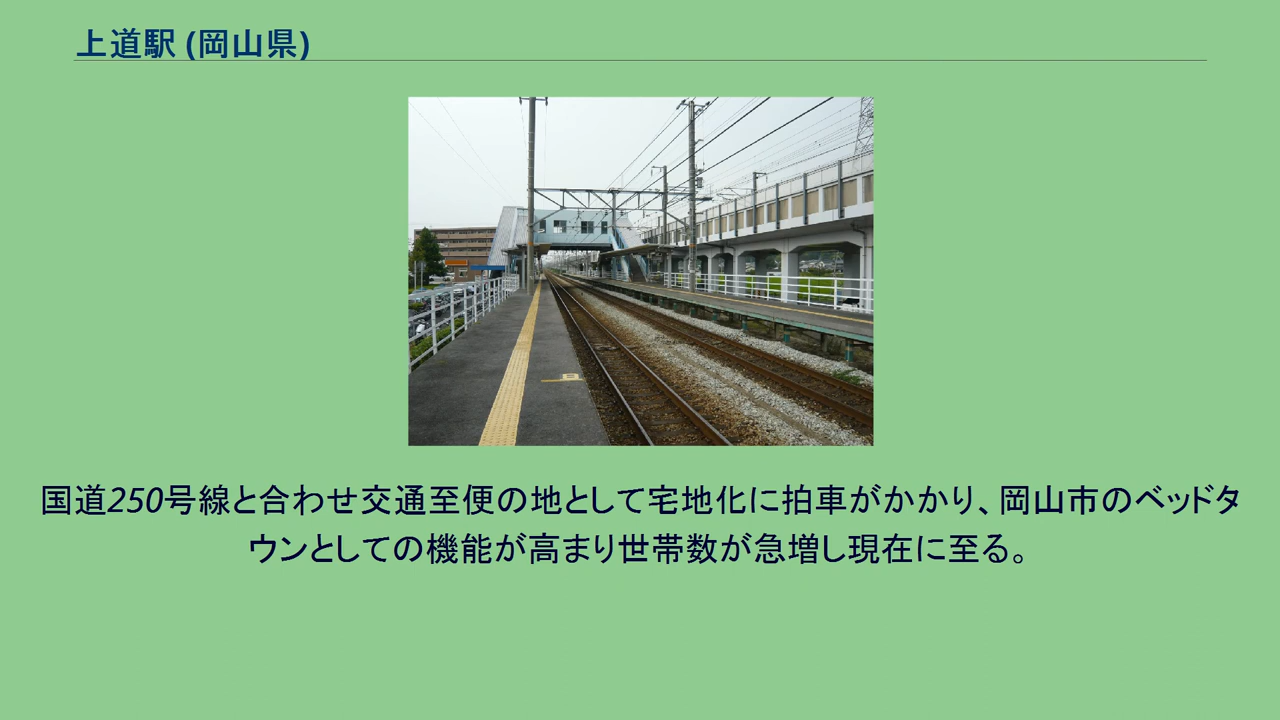 上道駅 (岡山県)
国道250号線と合わせ交通至便の地として宅地化に拍車がかかり、岡山市のベッドタ
ウンとしての機能が高まり世帯数が急増し現在に至る。